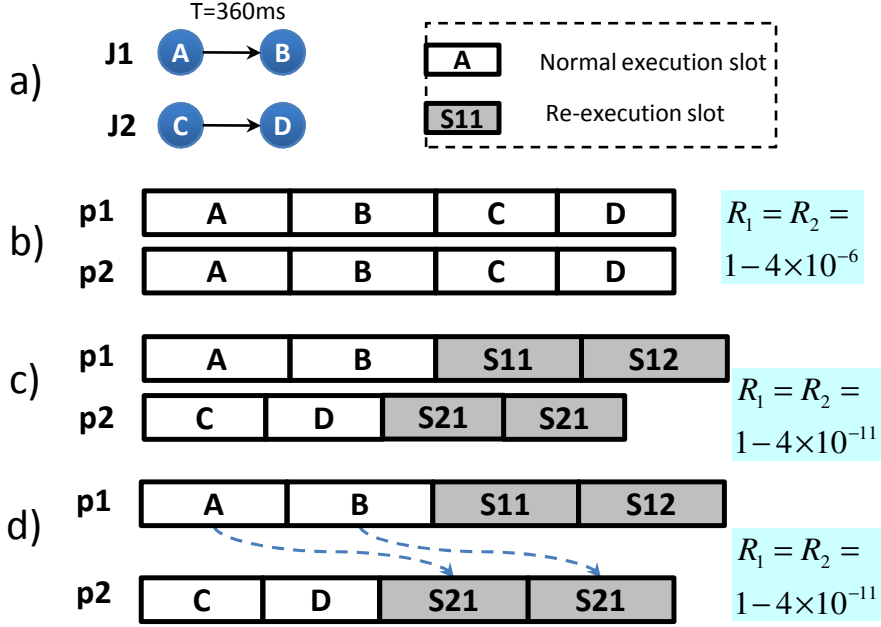 T=360ms
a)
J1 A B
J2 C D
A Normal execution slot
S11 Re-execution slot
b)
p1 A B C D
p2 A B C D
R₁ = R₂ =
1−4×10⁻⁶
c)
p1 A B S11 S12
p2 C D S21 S21
R₁ = R₂ =
1−4×10⁻¹¹
d)
p1 A B S11 S12
p2 C D S21 S21
R₁ = R₂ =
1−4×10⁻¹¹